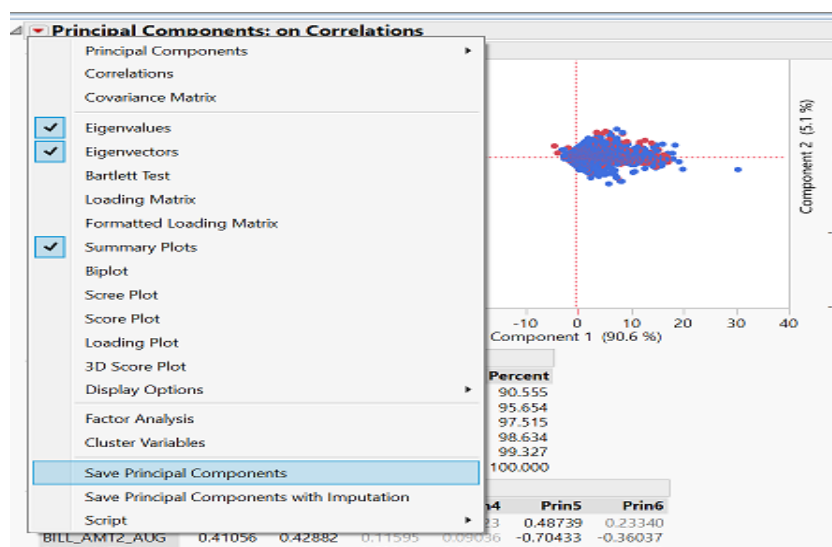 Principal Components: on Correlations
Principal Components
Correlations
Covariance Matrix
Eigenvalues
Eigenvectors
Bartlett Test
Loading Matrix
Formatted Loading Matrix
Summary Plots
Biplot
Scree Plot
Score Plot
Loading Plot
3D Score Plot
Display Options
Factor Analysis
Cluster Variables
Save Principal Components
Save Principal Components with Imputation
Script
Component 2 (5.1 %)
-10 0 10 20 30 40
Component 1 (90.6 %)
Percent
90.555
95.654
97.515
98.634
99.327
100.000
Prin5 Prin6
0.48739 0.23340
BILL_AMT2_AUG 0.41056 0.42882 0.11595 0.09036 -0.70433 -0.36037